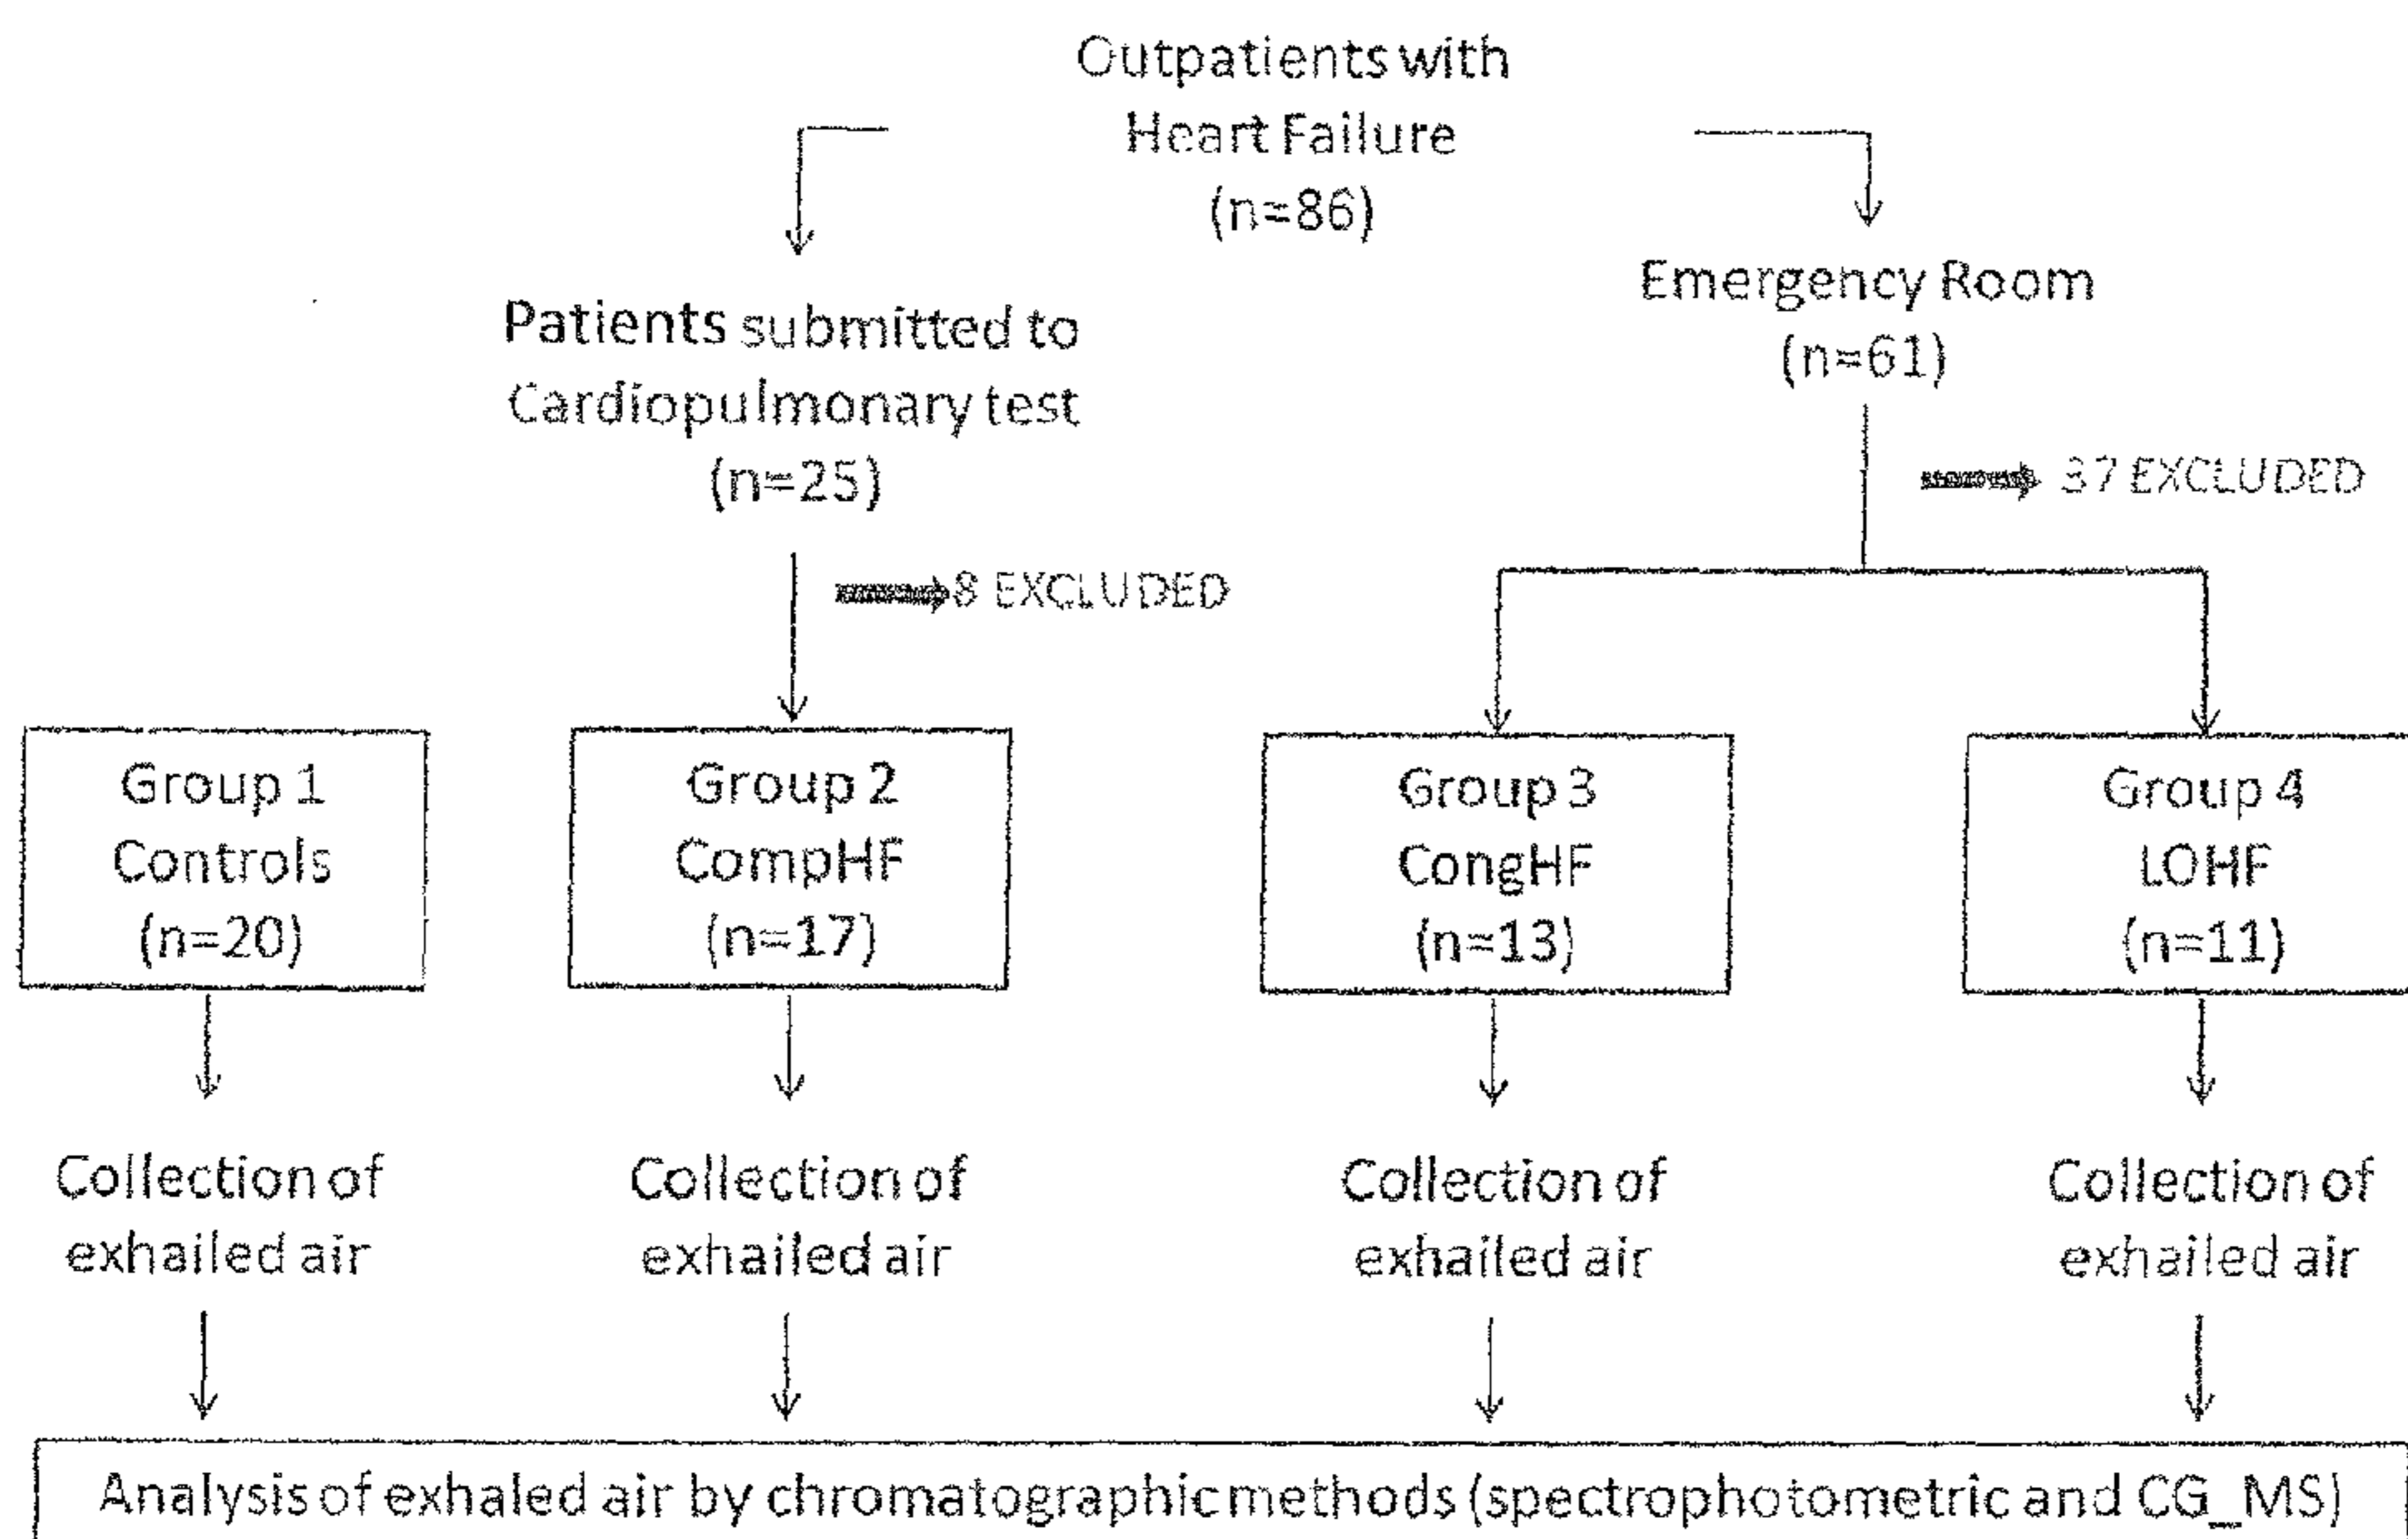 Outpatients with
Heart Failure
(n=86)
Patients submitted to
Cardiopulmonary test
(n=25)
Emergency Room
(n=61)
37 EXCLUDED
8 EXCLUDED
Group 1
Controls
(n=20)
Group 2
CompHF
(n=17)
Group 3
CongHF
(n=13)
Group 4
LOHF
(n=11)
Collection of
exhailed air
Collection of
exhailed air
Collection of
exhailed air
Collection of
exhailed air
Analysis of exhaled air by chromatographic methods (spectrophotometric and CG_MS)